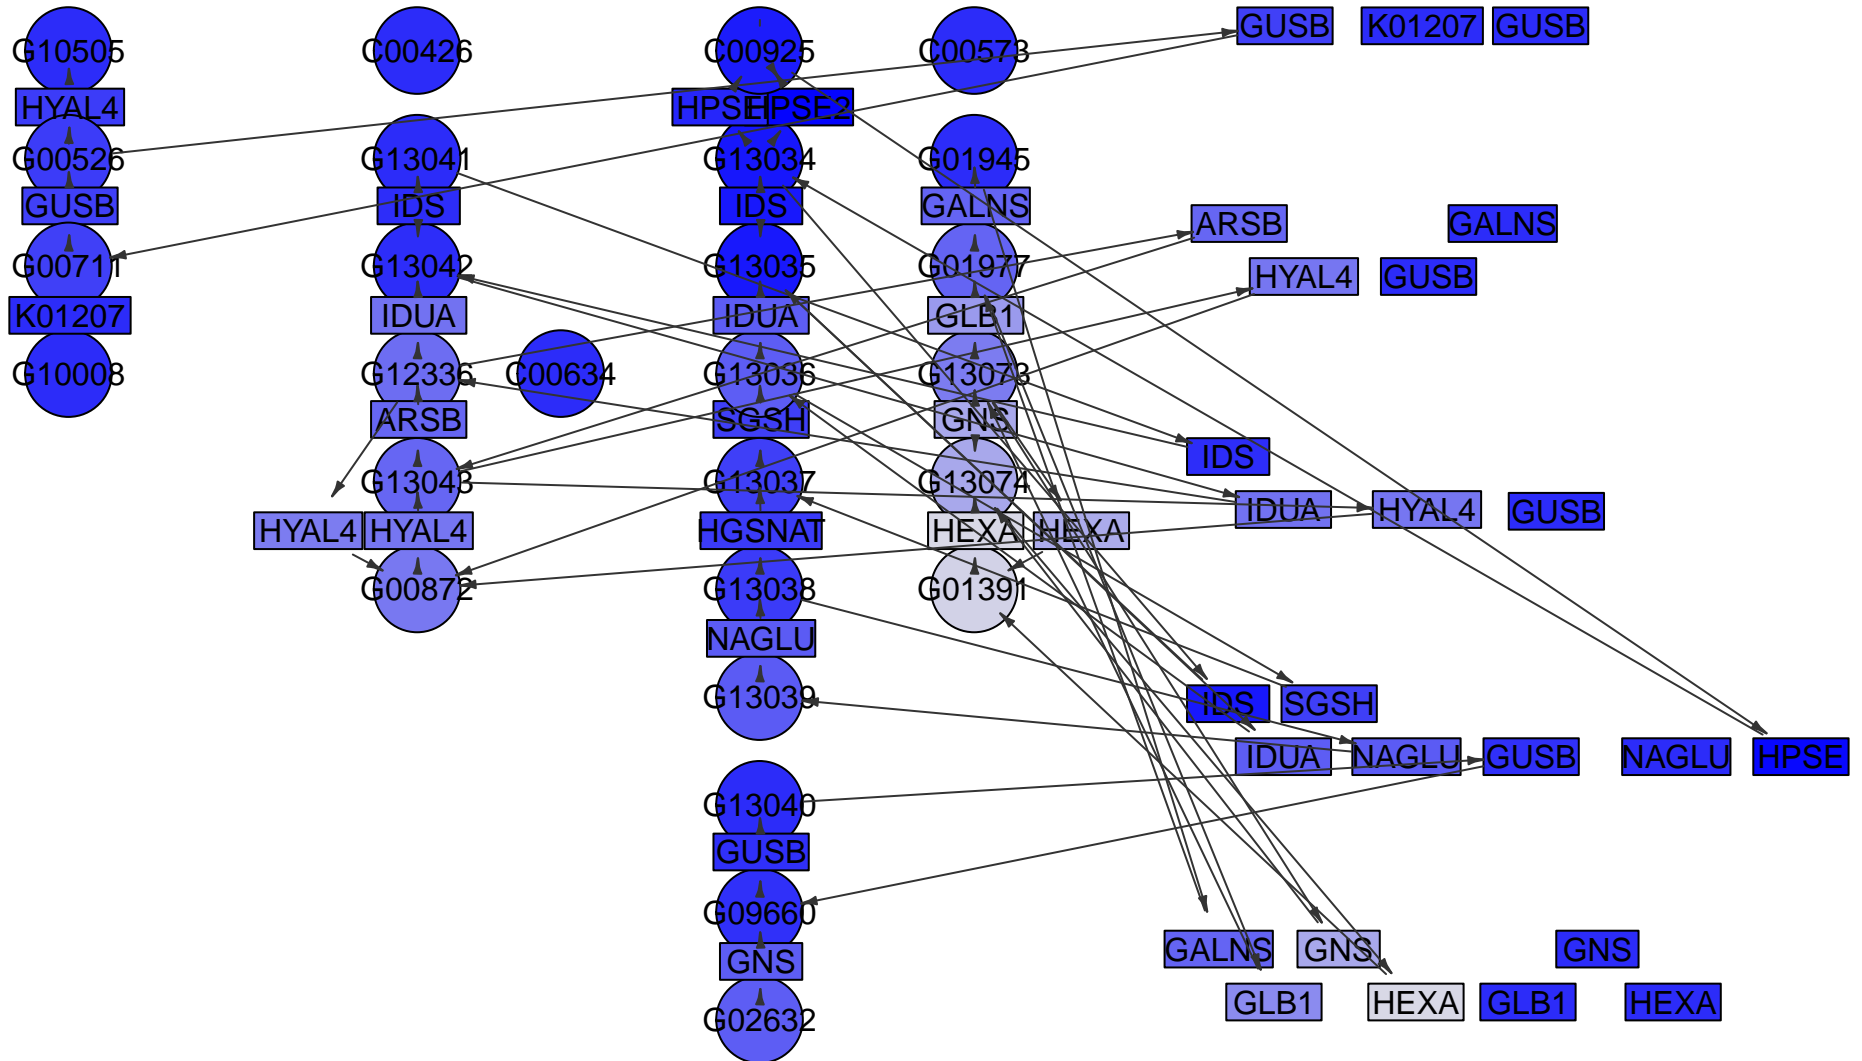 G10505
C00426
C00925
C00573
GUSB
K01207
GUSB
HYAL4
HPSE
HPSE2
G00526
G13041
G13034
G01945
GUSB
IDS
IDS
GALNS
ARSB
GALNS
G00711
G13042
G13035
G01977
HYAL4
GUSB
K01207
IDUA
IDUA
GLB1
G10008
G12336
C00634
G13036
G13073
ARSB
SGSH
GNS
IDS
G13043
G13037
G13074
IDUA
HYAL4
GUSB
HYAL4
HYAL4
HGSNAT
HEXA
HEXA
G00872
G13038
G01391
NAGLU
G13039
IDS
SGSH
IDUA
NAGLU
GUSB
NAGLU
HPSE
G13040
GUSB
G09660
GNS
GALNS
GNS
GNS
G02632
GLB1
HEXA
GLB1
HEXA